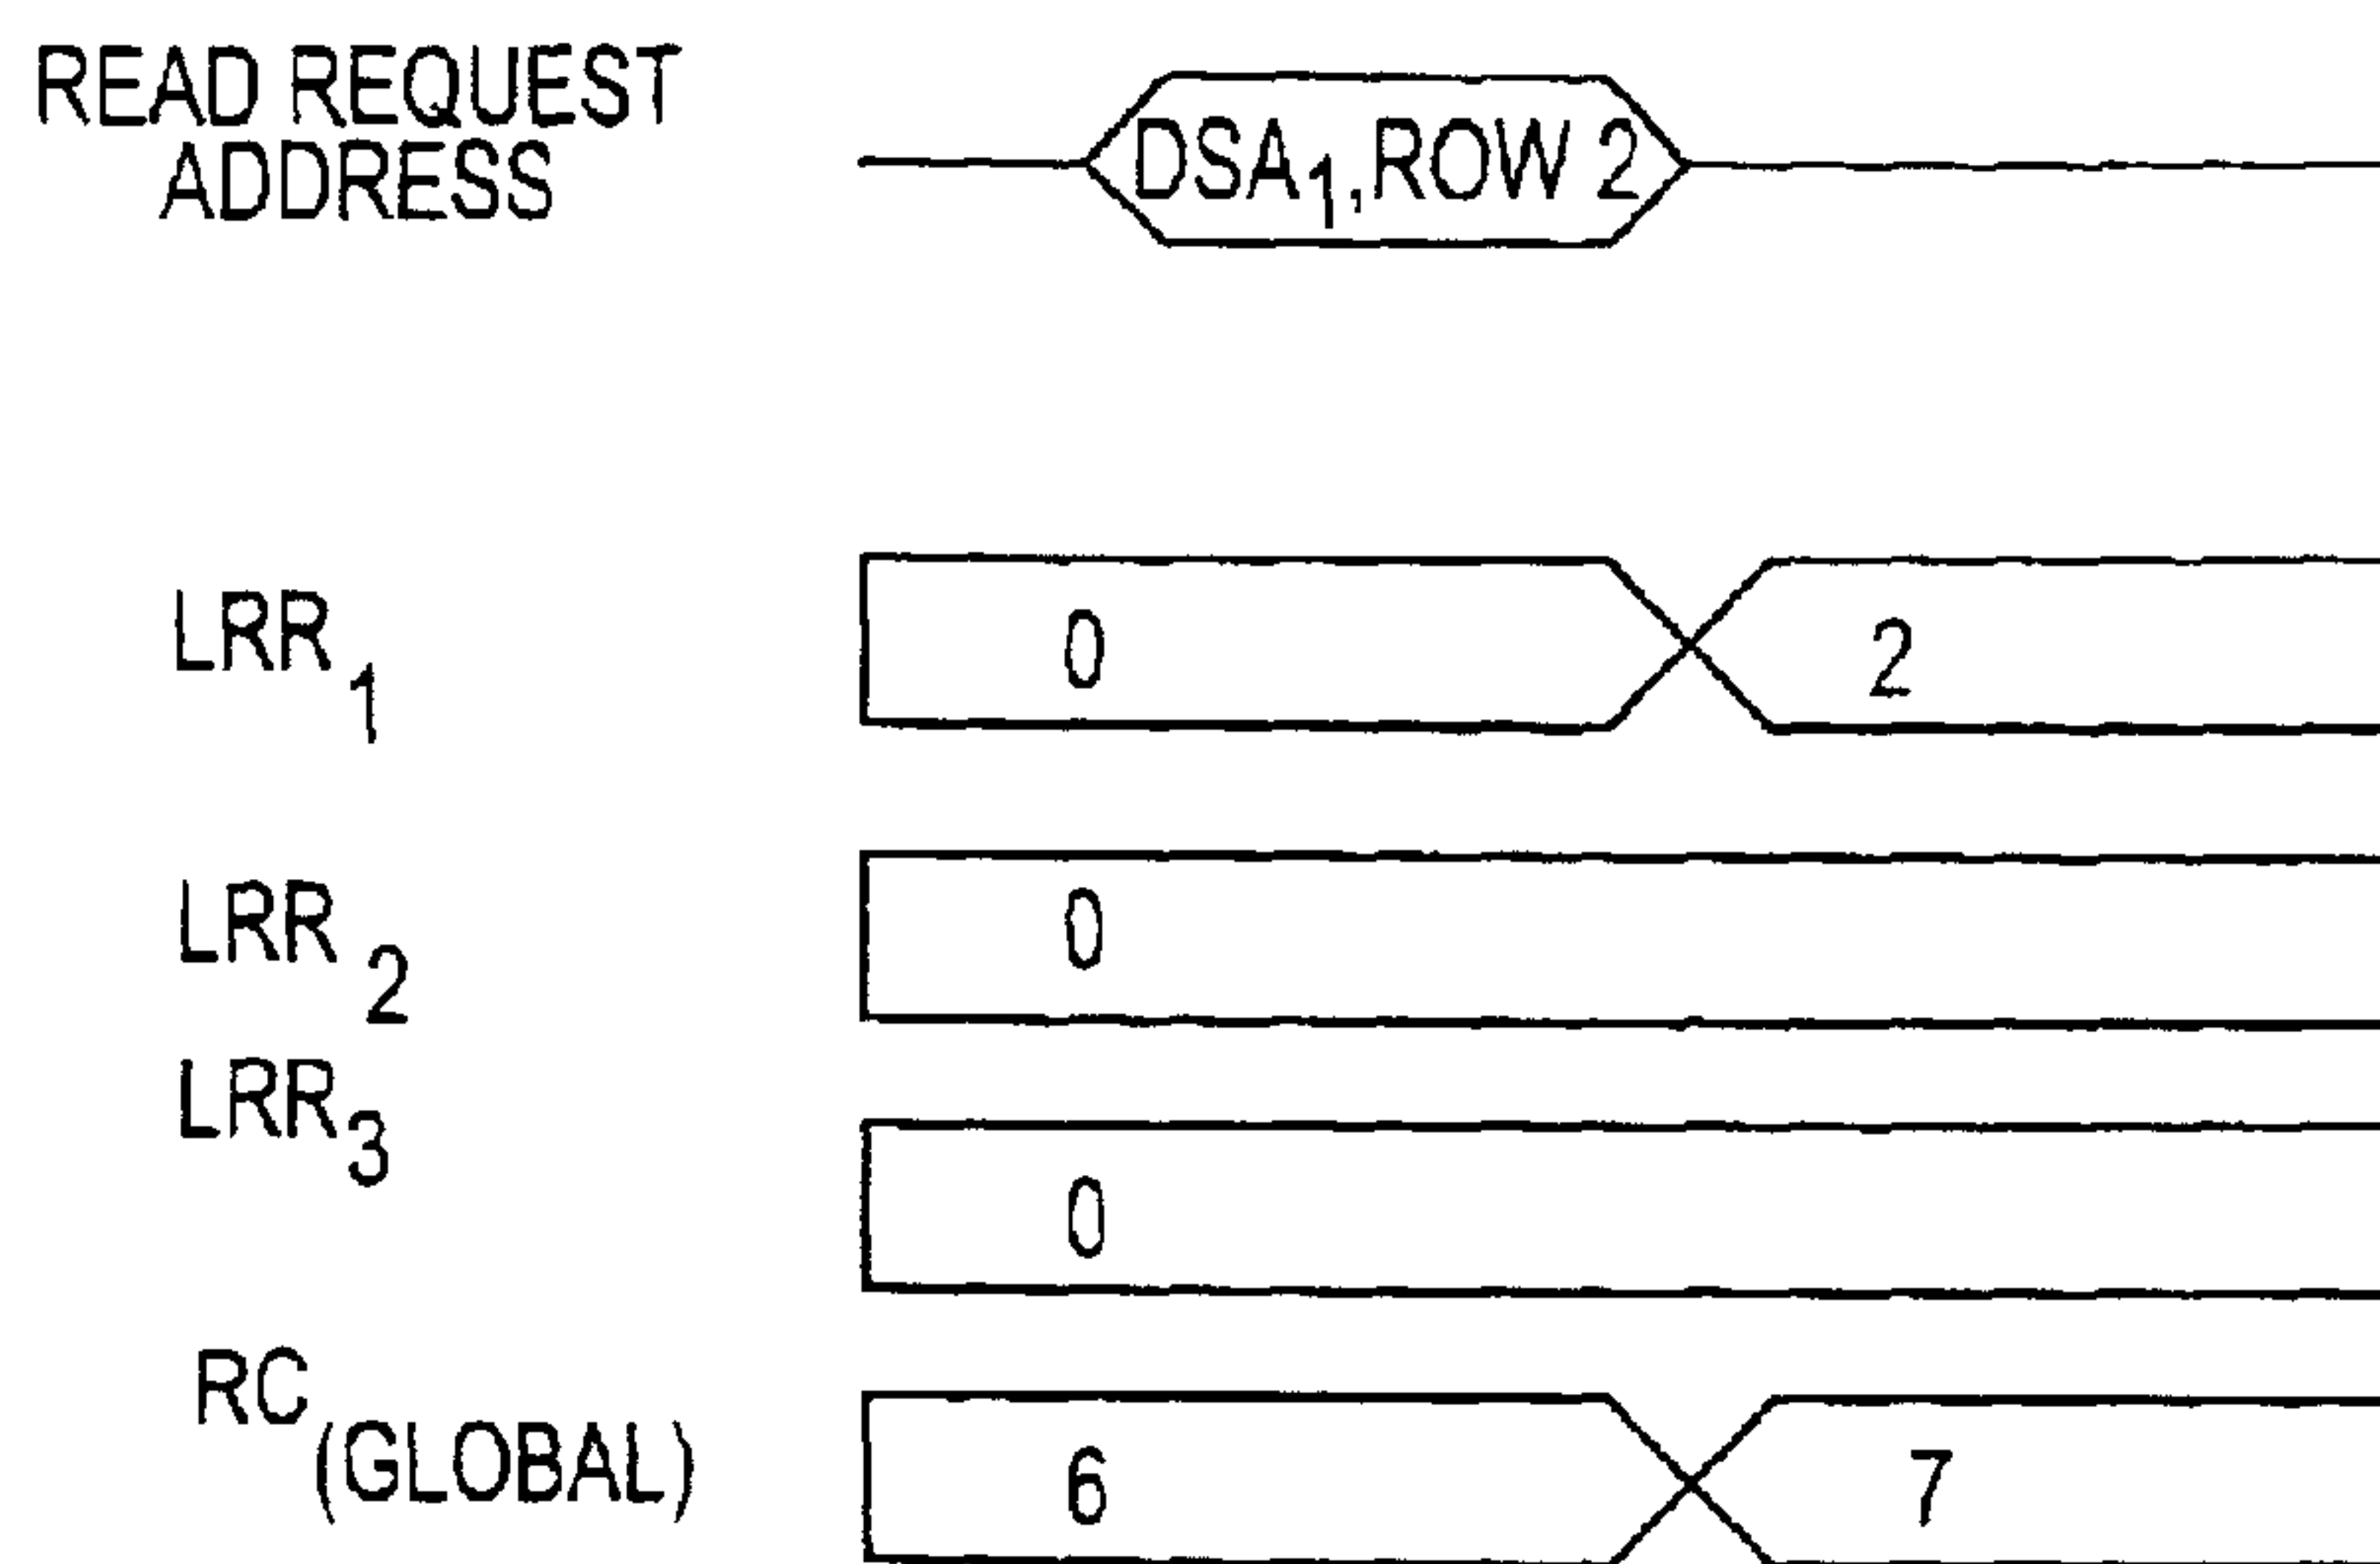 READ REQUEST
ADDRESS
DSA1,ROW 2
LRR1
0
2
LRR2
0
LRR3
0
RC(GLOBAL)
6
7